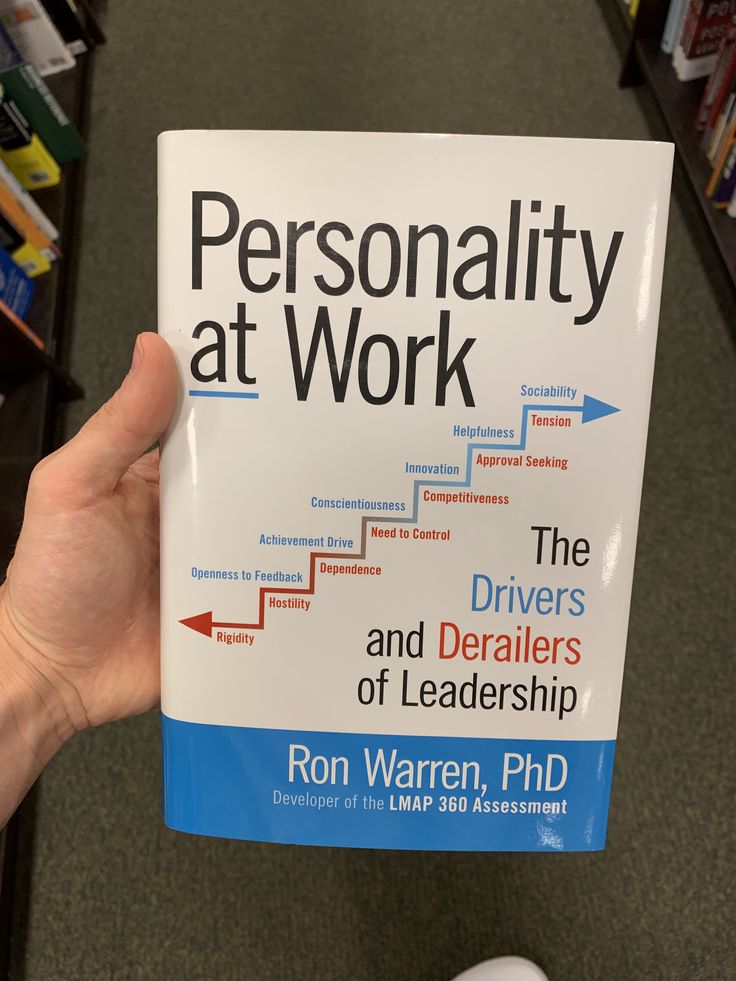 Personality
at Work
Sociability
Tension
Helpfulness
Approval Seeking
Innovation
Competitiveness
Conscientiousness
Need to Control
Achievement Drive
Dependence
Openness to Feedback
Hostility
Rigidity
The
Drivers
and Derailers
of Leadership
Ron Warren, PhD
Developer of the LMAP 360 Assessment